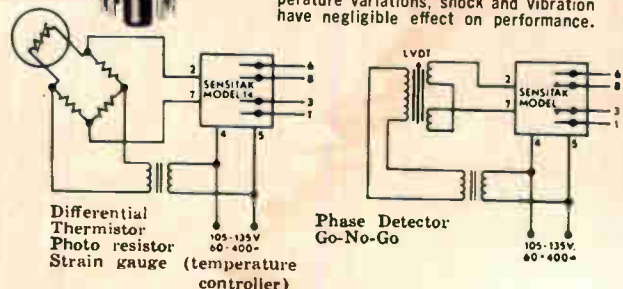 perature variations, shock and vibration
have negligible effect on performance.
2
7
SENSITAK
MODEL 14
6
8
3
1
4
5
105-135V
60-400~
Differential
Thermistor
Photo resistor
Strain gauge (temperature
controller)
LVDT
2
7
SENSITAK
MODEL
6
8
3
1
4
5
105-135V.
60-400~
Phase Detector
Go-No-Go